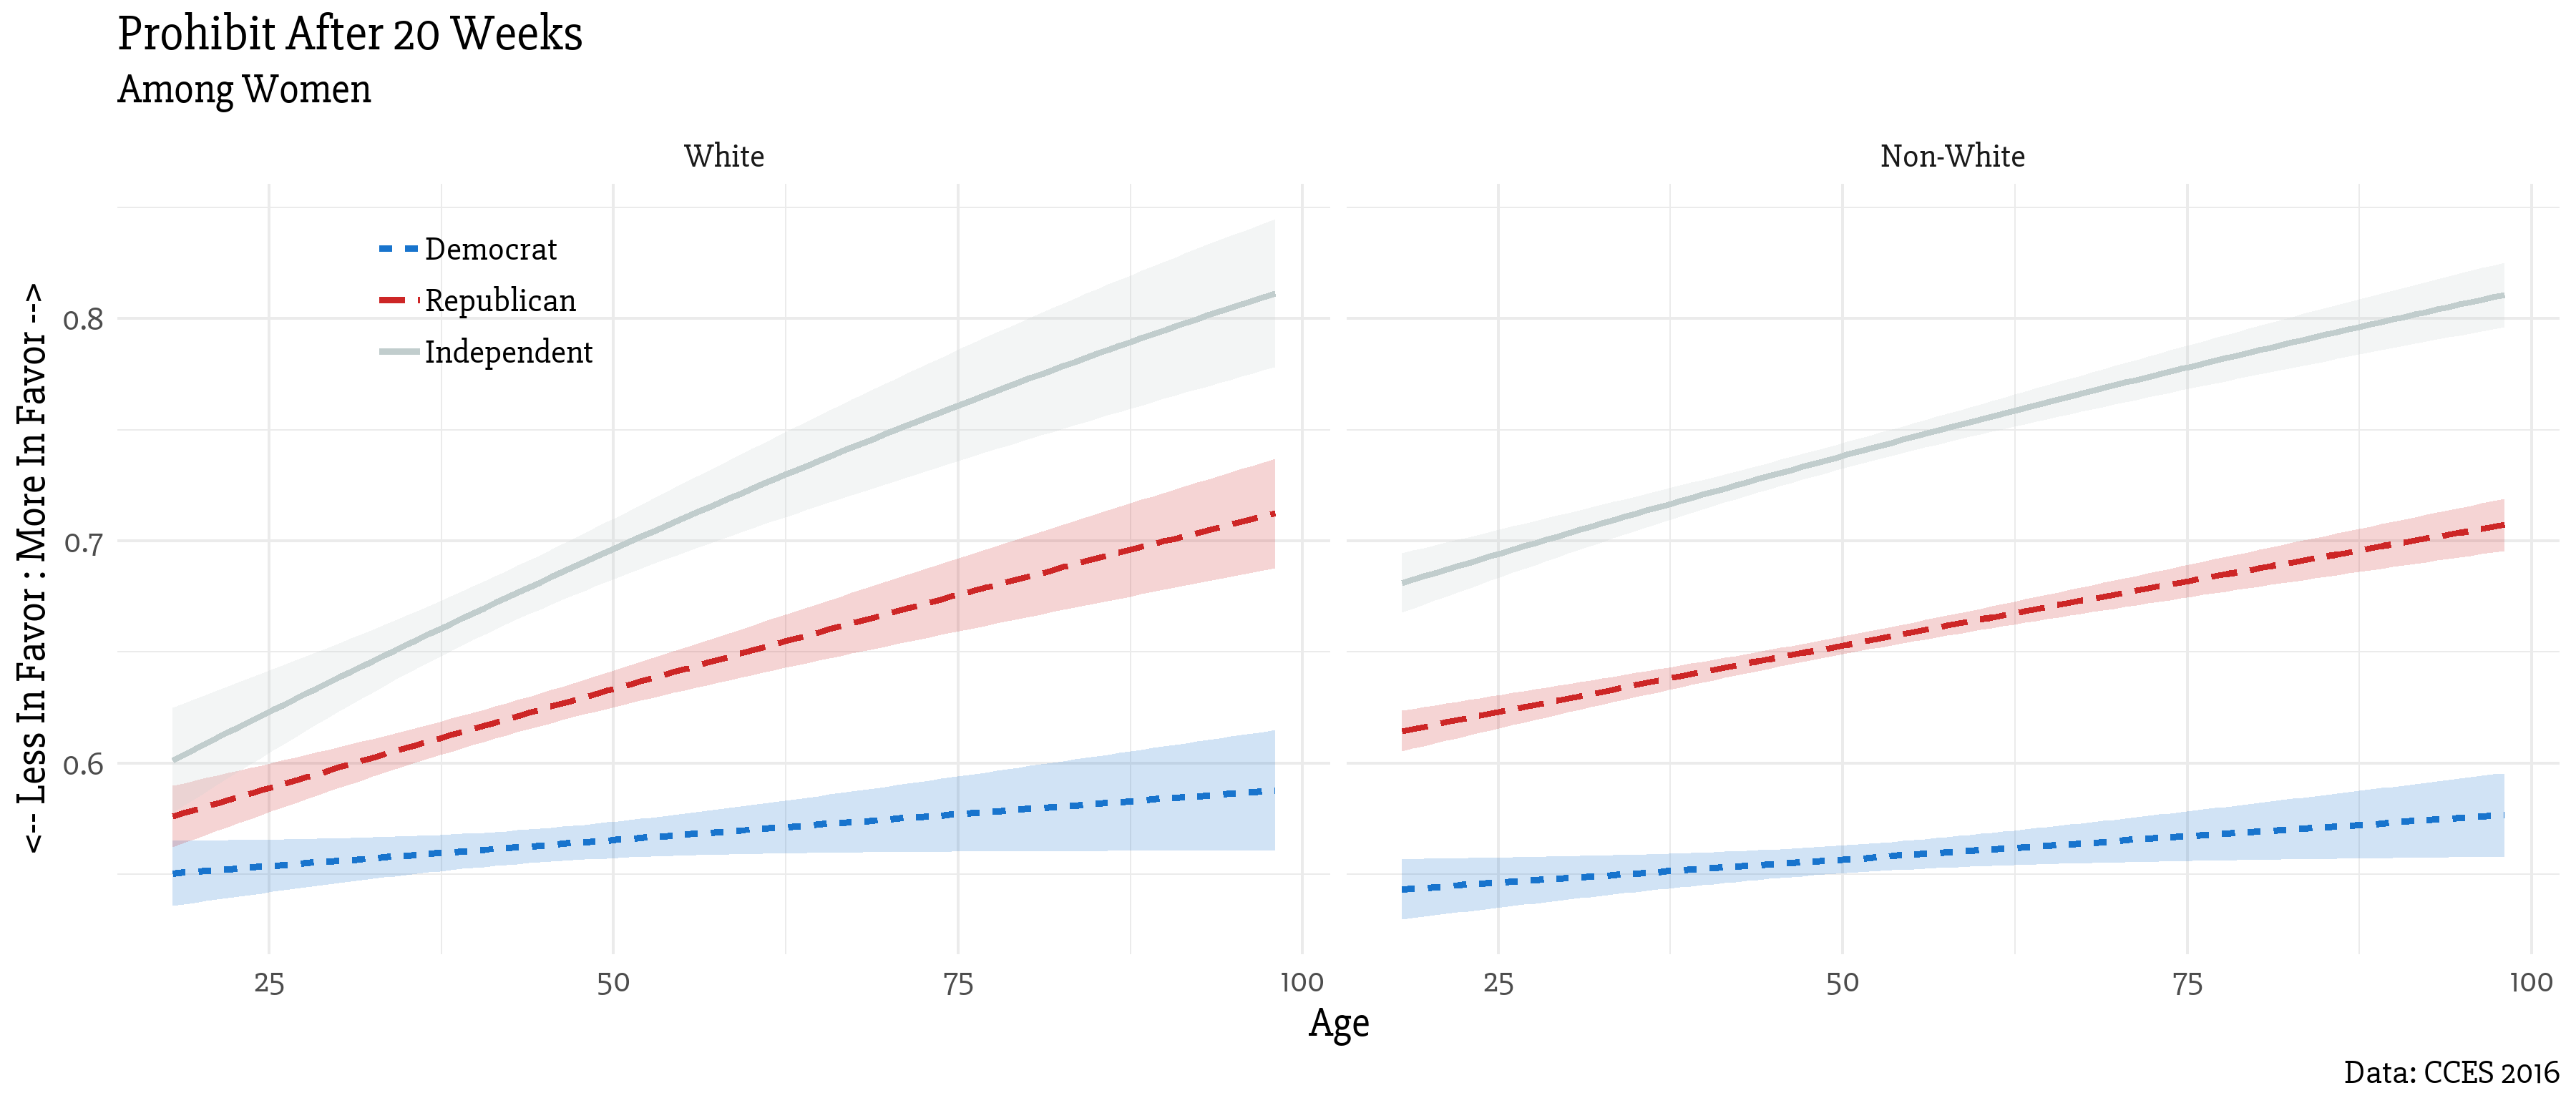 Prohibit After 20 Weeks
Among Women
White
Non-White
Democrat
Republican
Independent
<-- Less In Favor : More In Favor -->
0.8
0.7
0.6
25 50 75 100
25 50 75 100
Age
Data: CCES 2016